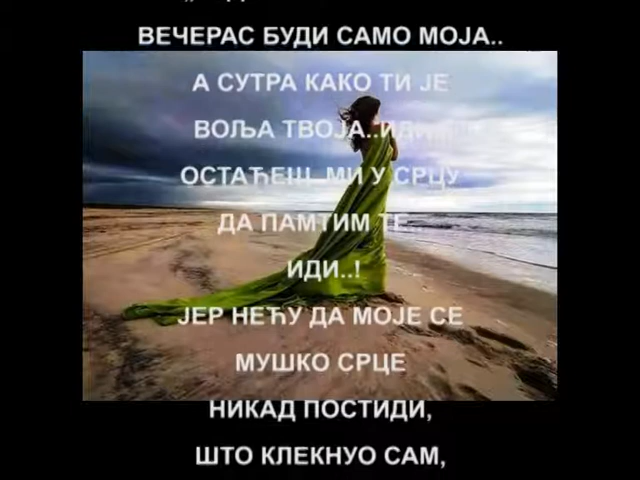 ВЕЧЕРАС БУДИ САМО МОЈА..
А СУТРА КАКО ТИ ЈЕ
ВОЉА ТВОЈА..ИДИ
ОСТАЋЕШ МИ У СРЦУ
ДА ПАМТИМ ТЕ
ИДИ..!
ЈЕР НЕЋУ ДА МОЈЕ СЕ
МУШКО СРЦЕ
НИКАД ПОСТИДИ,
ШТО КЛЕКНУО САМ,